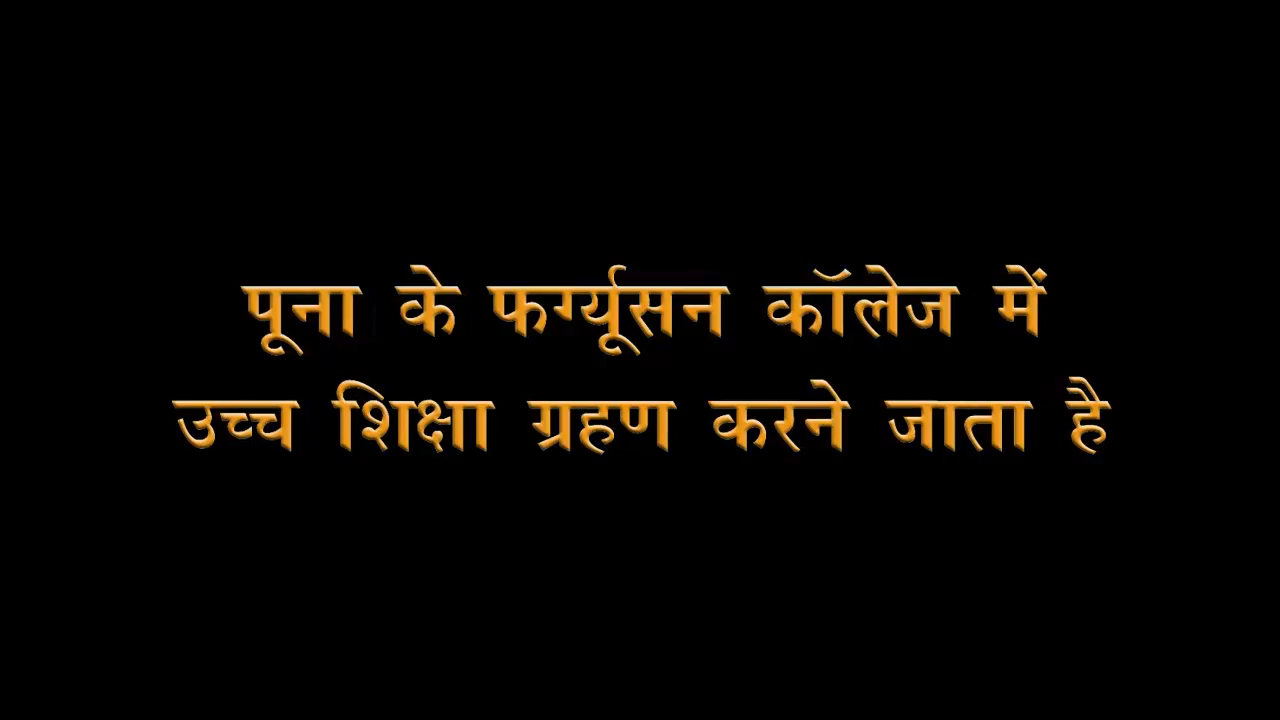 पूना के फर्ग्यूसन कॉलेज में
उच्च शिक्षा ग्रहण करने जाता है